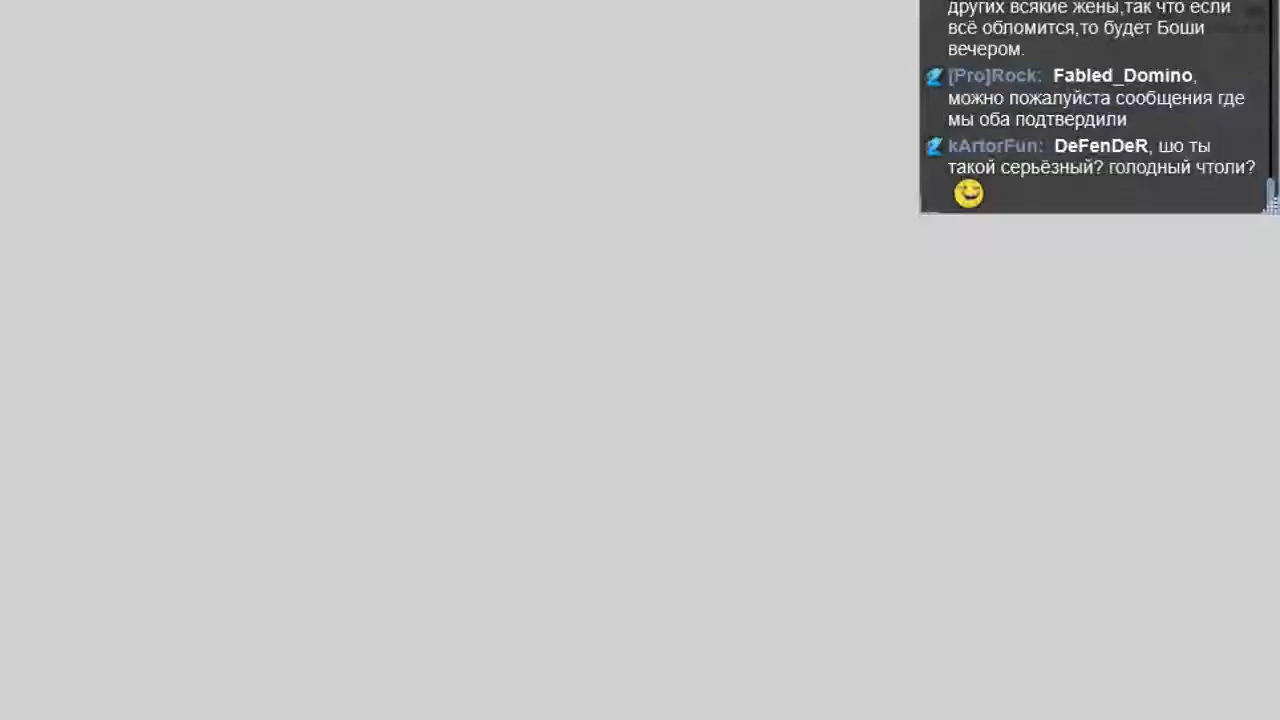 других всякие жены,так что если
всё обломится,то будет Боши
вечером.
[Pro]Rock: Fabled_Domino,
можно пожалуйста сообщения где
мы оба подтвердили
kArtorFun: DeFenDeR, шо ты
такой серьёзный? голодный чтоли?